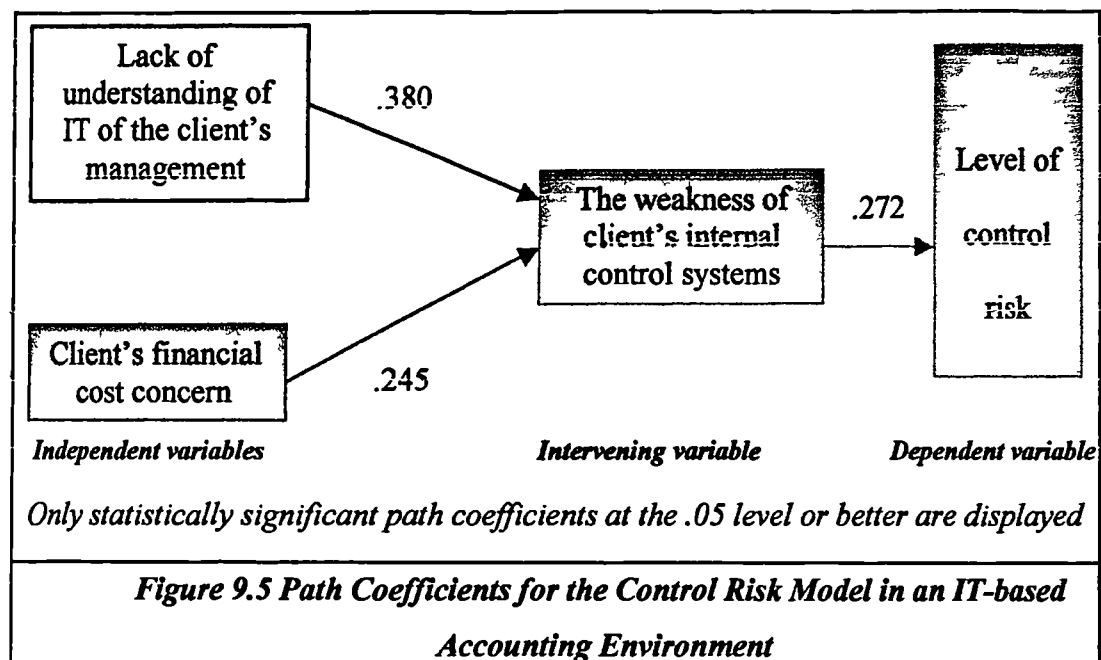 Lack of
understanding of
IT of the client's
management
.380
The weakness of
client's internal
control systems
.272
Level of
control
risk
Client's financial
cost concern
.245
Independent variables
Intervening variable
Dependent variable
Only statistically significant path coefficients at the .05 level or better are displayed
Figure 9.5 Path Coefficients for the Control Risk Model in an IT-based
Accounting Environment